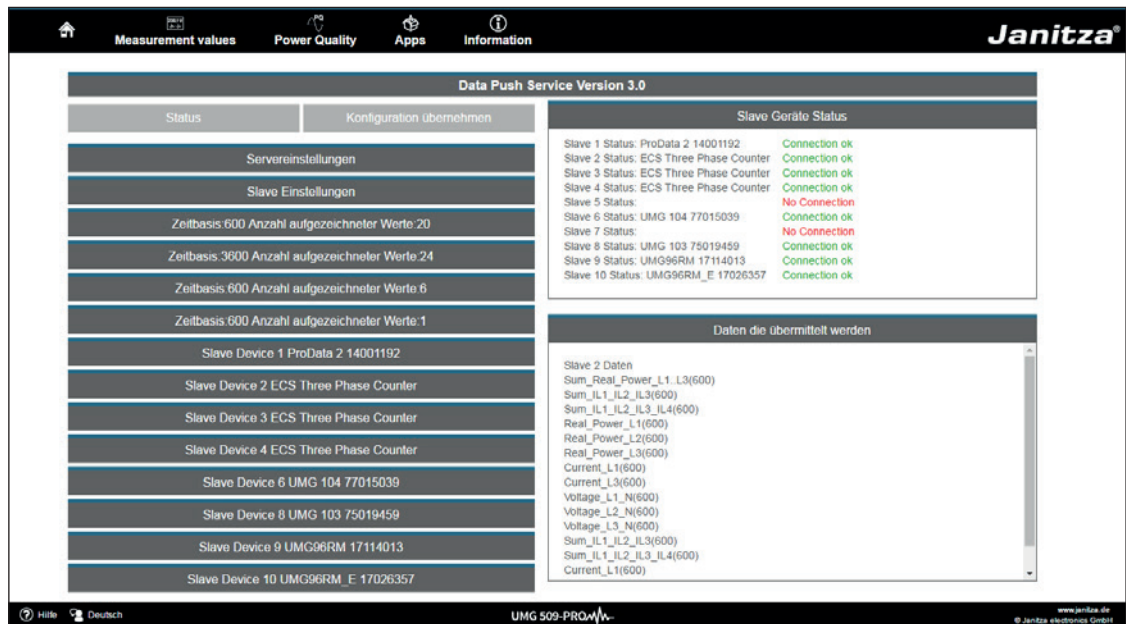 Measurement values
Power Quality
Apps
Information
Janitza®
Data Push Service Version 3.0
Status
Konfiguration übernehmen
Servereinstellungen
Slave Einstellungen
Zeitbasis:600 Anzahl aufgezeichneter Werte:20
Zeitbasis:3600 Anzahl aufgezeichneter Werte:24
Zeitbasis:600 Anzahl aufgezeichneter Werte:6
Zeitbasis:600 Anzahl aufgezeichneter Werte:1
Slave Device 1 ProData 2 14001192
Slave Device 2 ECS Three Phase Counter
Slave Device 3 ECS Three Phase Counter
Slave Device 4 ECS Three Phase Counter
Slave Device 6 UMG 104 77015039
Slave Device 8 UMG 103 75019459
Slave Device 9 UMG96RM 17114013
Slave Device 10 UMG96RM_E 17026357
Slave Geräte Status
Slave 1 Status: ProData 2 14001192 Connection ok
Slave 2 Status: ECS Three Phase Counter Connection ok
Slave 3 Status: ECS Three Phase Counter Connection ok
Slave 4 Status: ECS Three Phase Counter Connection ok
Slave 5 Status: No Connection
Slave 6 Status: UMG 104 77015039 Connection ok
Slave 7 Status: No Connection
Slave 8 Status: UMG 103 75019459 Connection ok
Slave 9 Status: UMG96RM 17114013 Connection ok
Slave 10 Status: UMG96RM_E 17026357 Connection ok
Daten die übermittelt werden
Slave 2 Daten
Sum_Real_Power_L1..L3(600)
Sum_IL1_IL2_IL3(600)
Sum_IL1_IL2_IL3_IL4(600)
Real_Power_L1(600)
Real_Power_L2(600)
Real_Power_L3(600)
Current_L1(600)
Current_L3(600)
Voltage_L1_N(600)
Voltage_L2_N(600)
Voltage_L3_N(600)
Sum_IL1_IL2_IL3(600)
Sum_IL1_IL2_IL3_IL4(600)
Current_L1(600)
Hilfe
Deutsch
UMG 509-PRO
www.janitza.de
© Janitza electronics GmbH